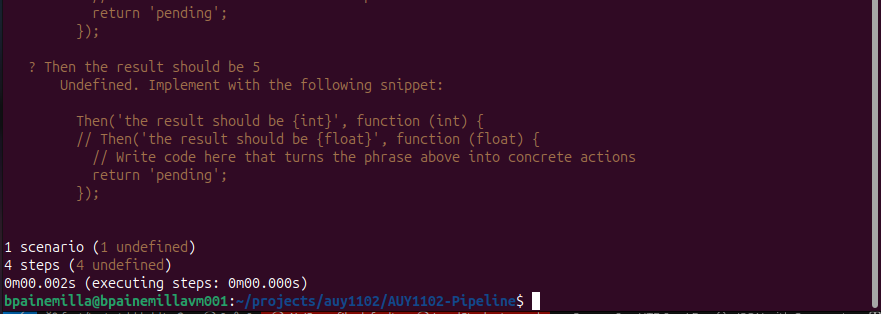 return 'pending';
});
? Then the result should be 5
Undefined. Implement with the following snippet:
Then('the result should be {int}', function (int) {
// Then('the result should be {float}', function (float) {
// Write code here that turns the phrase above into concrete actions
return 'pending';
});
1 scenario (1 undefined)
4 steps (4 undefined)
0m00.002s (executing steps: 0m00.000s)
bpainemilla@bpainemillavm001:~/projects/auy1102/AUY1102-Pipeline$